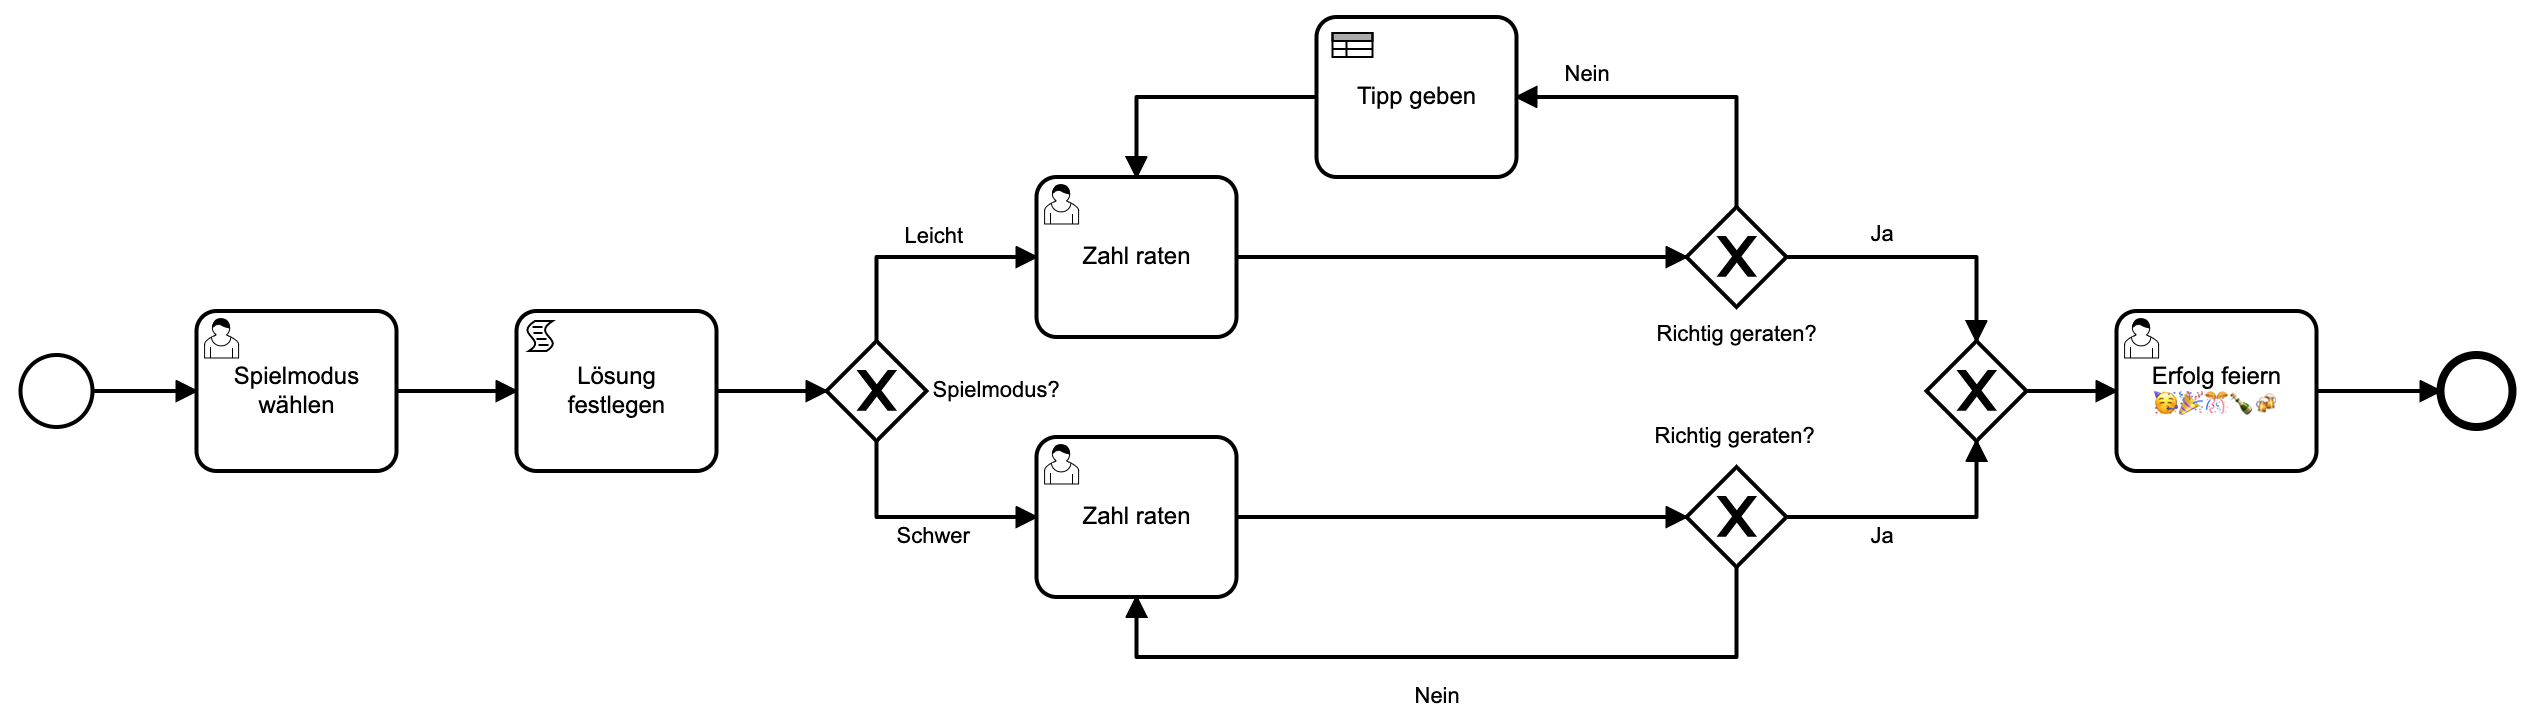 Spielmodus
wählen
Lösung
festlegen
Spielmodus?
Leicht
Zahl raten
Tipp geben
Nein
Richtig geraten?
Ja
Schwer
Zahl raten
Richtig geraten?
Ja
Nein
Erfolg feiern
🥳🎉🎊🍾🍻